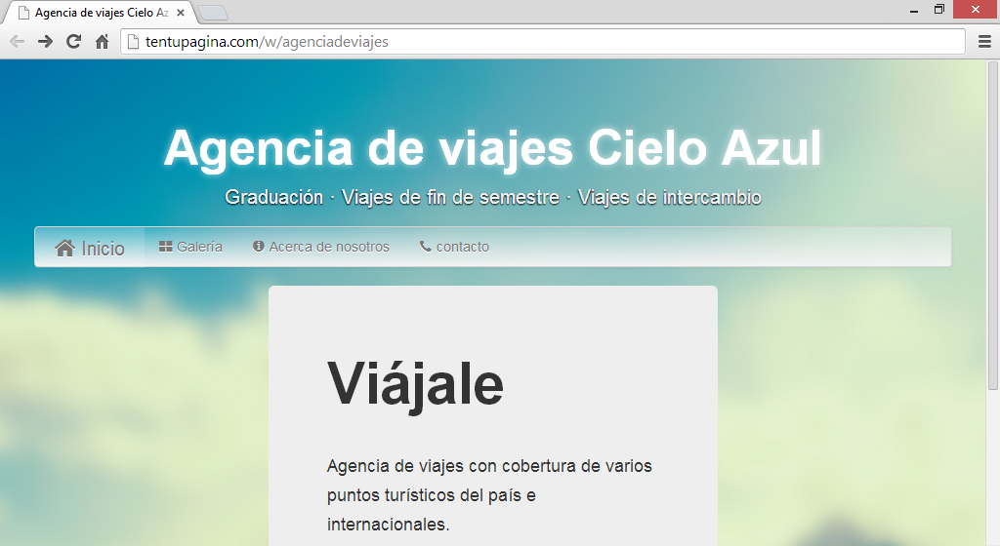 Agencia de viajes Cielo Az
tentupagina.com/w/agenciadeviajes
Agencia de viajes Cielo Azul
Graduación · Viajes de fin de semestre · Viajes de intercambio
Inicio Galería Acerca de nosotros contacto
Viájale
Agencia de viajes con cobertura de varios
puntos turísticos del país e
internacionales.